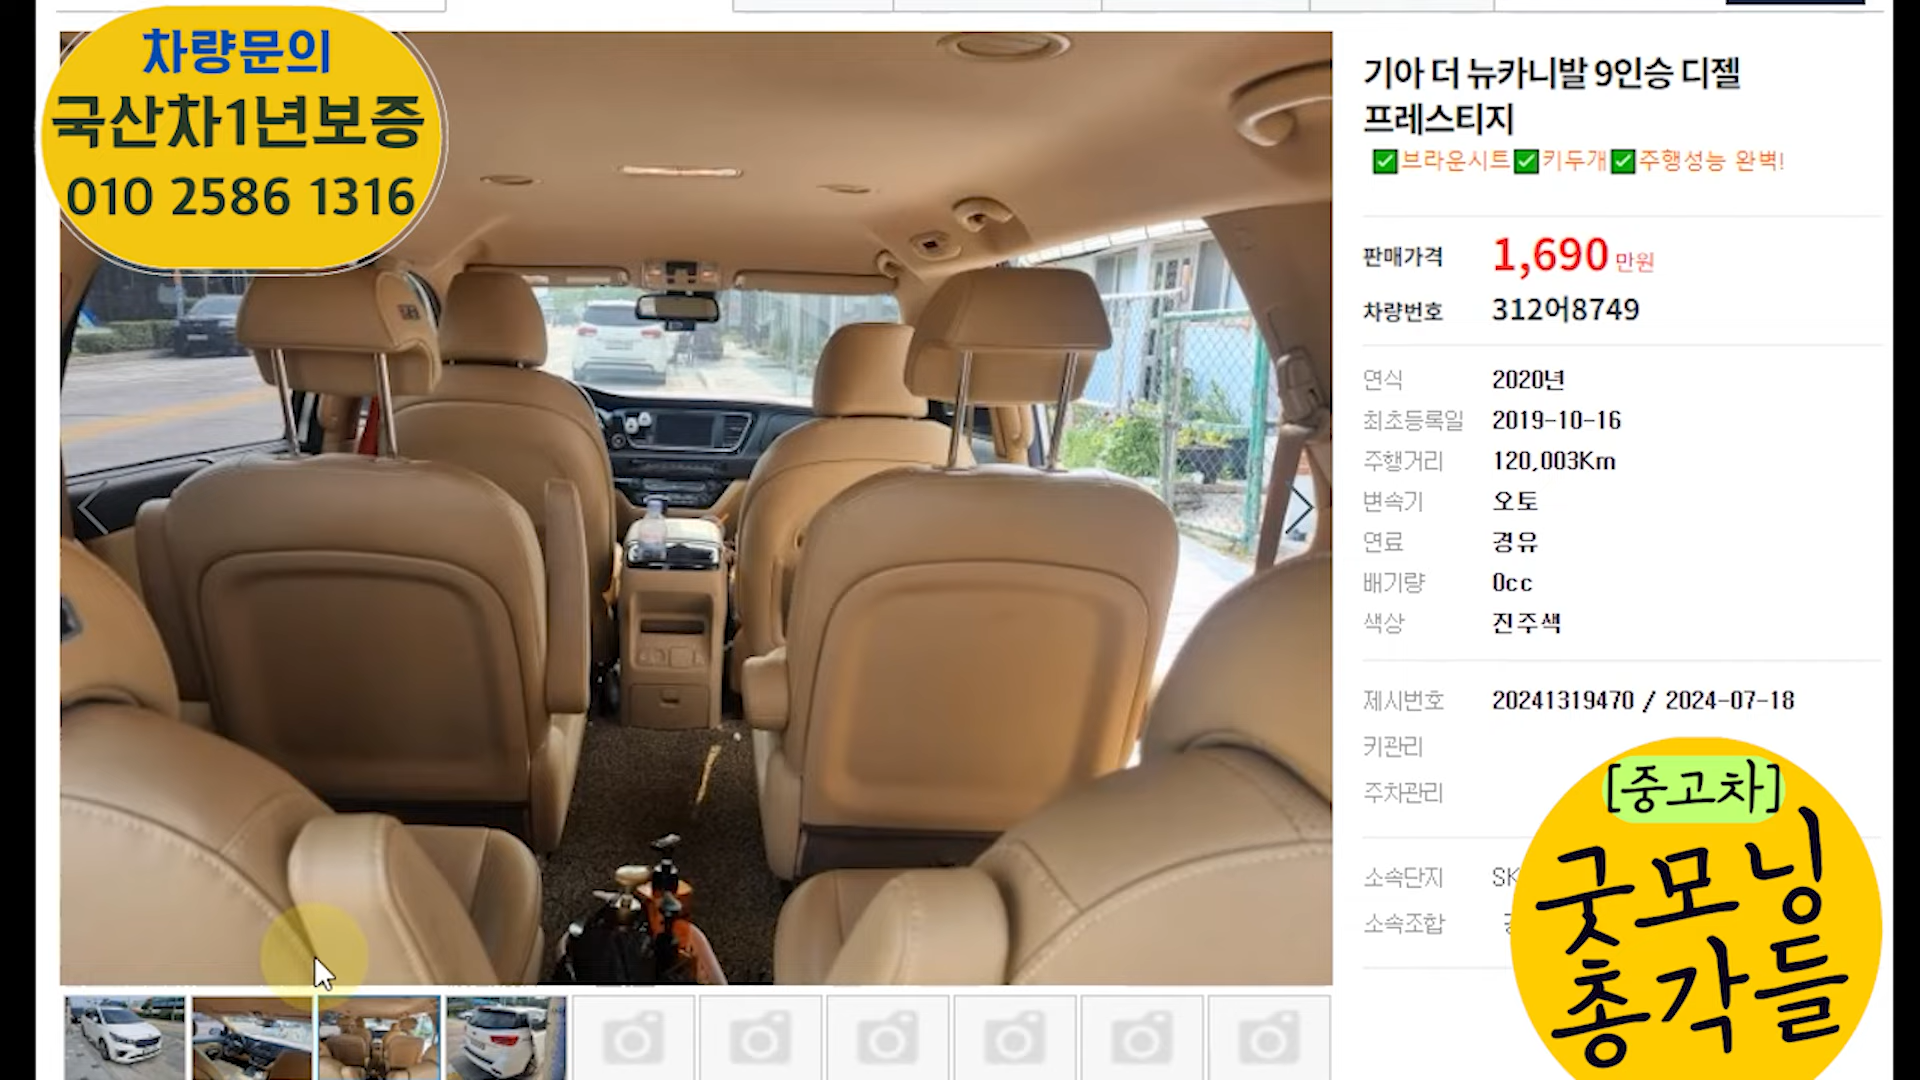 차량문의
국산차1년보증
010 2586 1316
기아 더 뉴카니발 9인승 디젤
프레스티지
✅브라운시트✅키두개✅주행성능 완벽!
판매가격 1,690 만원
차량번호 312어8749
연식 2020년
최초등록일 2019-10-16
주행거리 120,003Km
변속기 오토
연료 경유
배기량 0cc
색상 진주색
제시번호 20241319470 / 2024-07-18
키관리
주차관리
소속단지 SK
소속조합
[중고차]
굿모닝
총각들